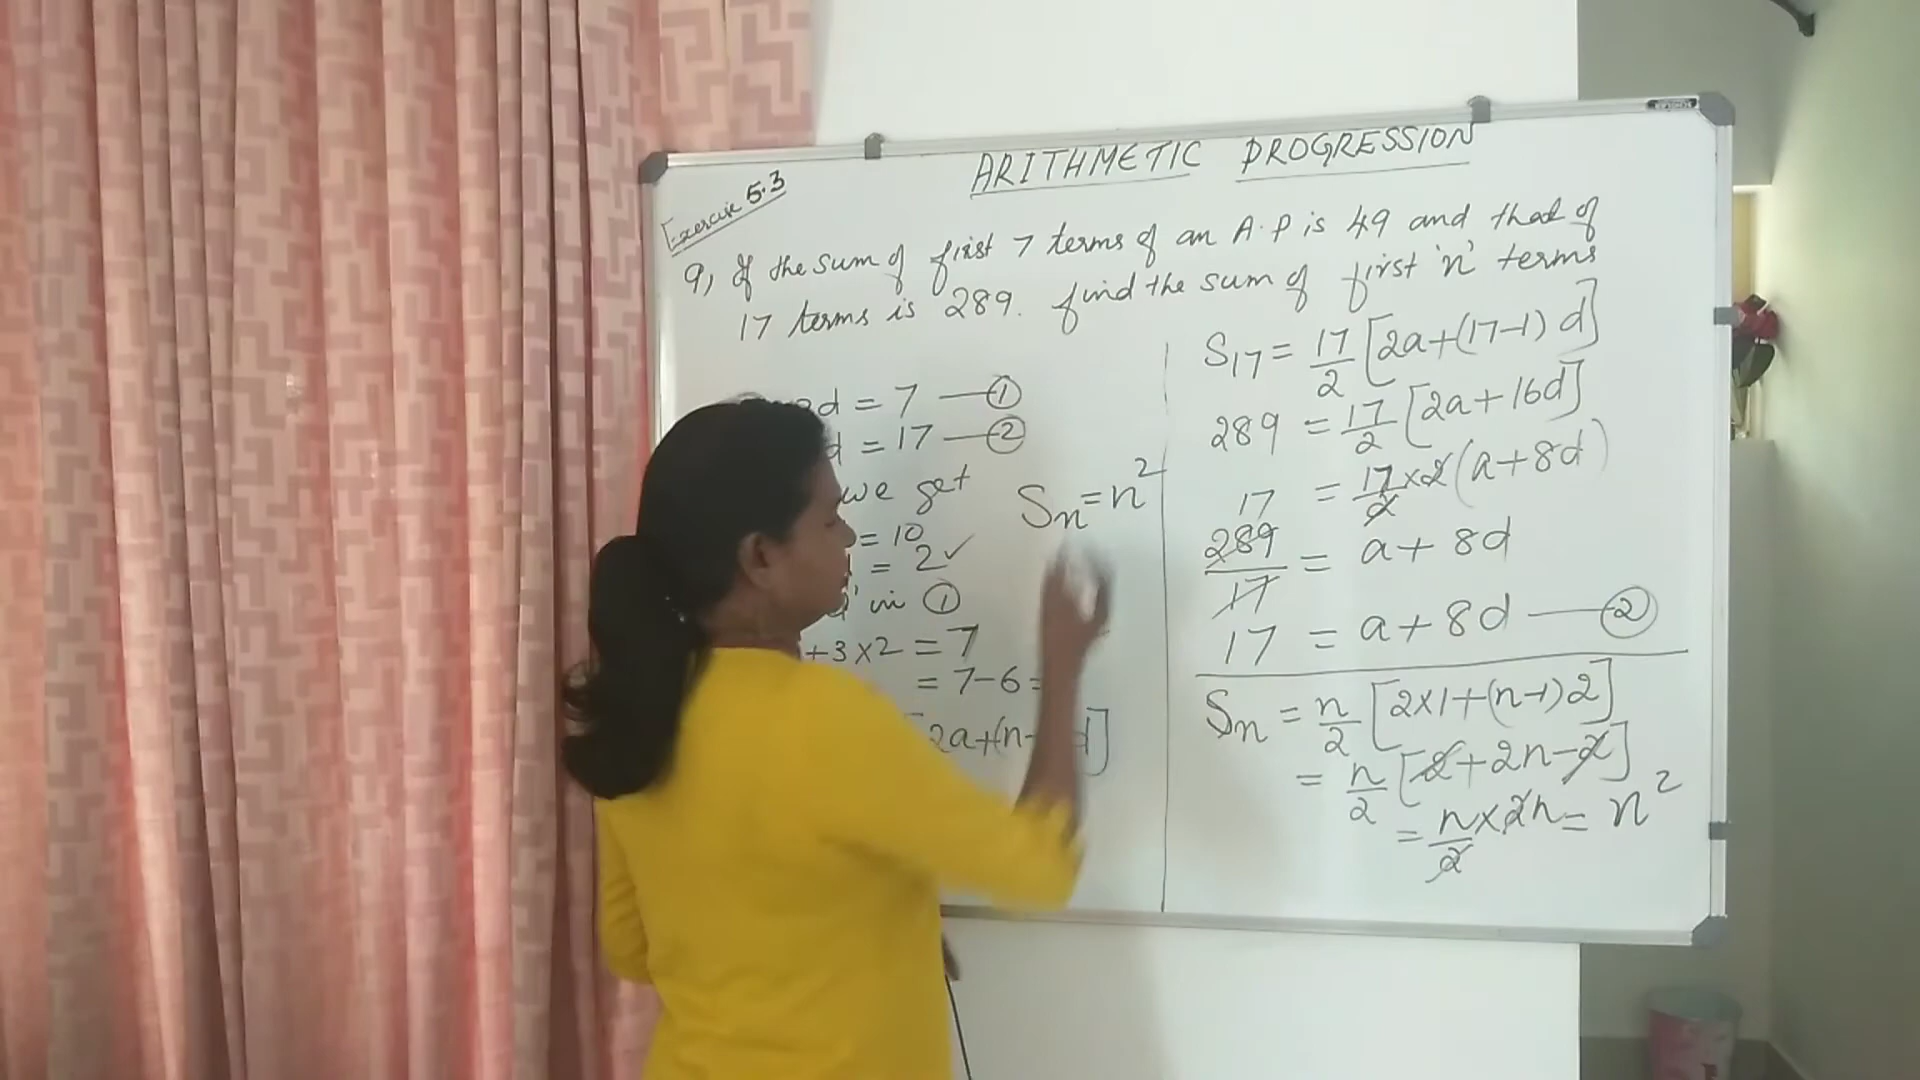 ARITHMETIC PROGRESSION
Exercise 5.3
9, If the sum of first 7 terms of an A.P is 49 and that of
17 terms is 289. find the sum of first 'n' terms
3d = 7 — ①
d = 17 — ②
we get
= 10
= 2 ✓
in ①
+3×2 = 7
= 7-6 =
2a+(n- d]
Sn = n²
S17 = 17/2 [2a+(17-1) d]
289 = 17/2 [2a+16d]
17 = 17/2 ×2 (a+8d)
289/17 = a+8d
17 = a+8d — ②
Sn = n/2 [2×1+(n-1)2]
= n/2 [2+2n-2]
= n/2 ×2n = n²